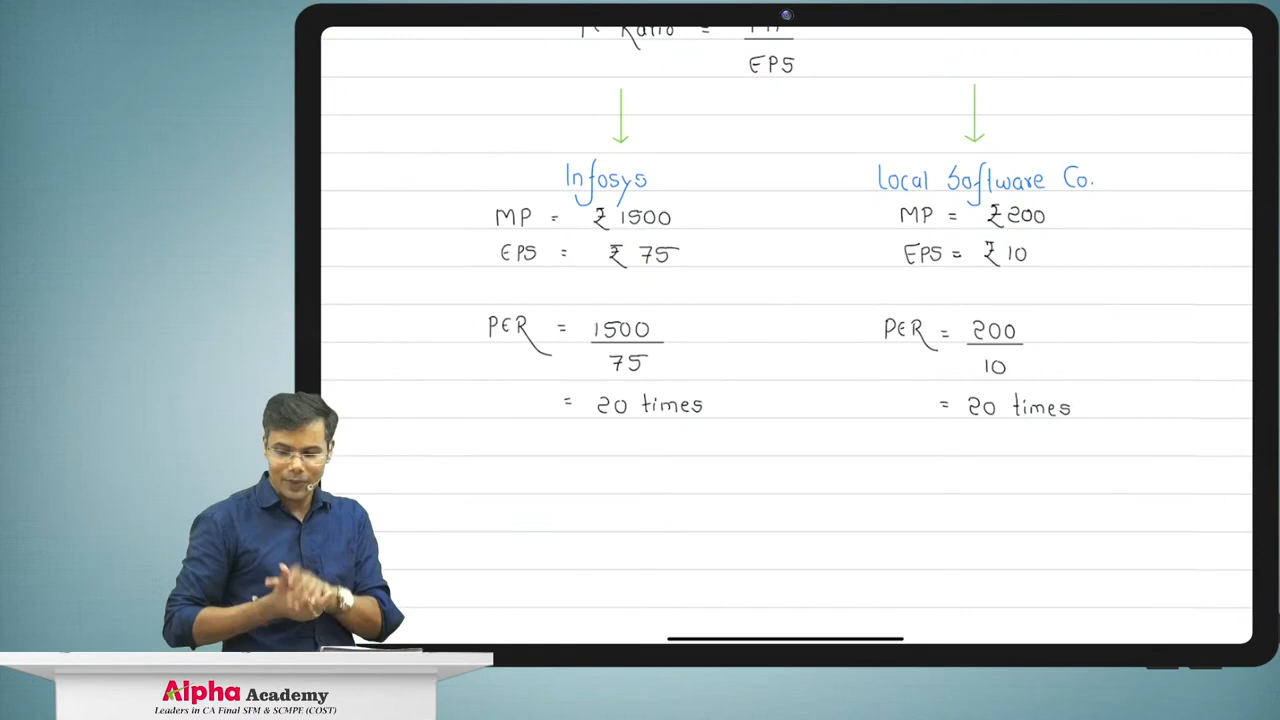 Ratio =
EPS
Infosys
MP = ₹ 1500
EPS = ₹ 75
PER = 1500
75
= 20 times
Local Software Co.
MP = ₹ 200
EPS = ₹ 10
PER = 200
10
= 20 times
Alpha Academy
Leaders in CA Final SFM & SCMPE (COST)